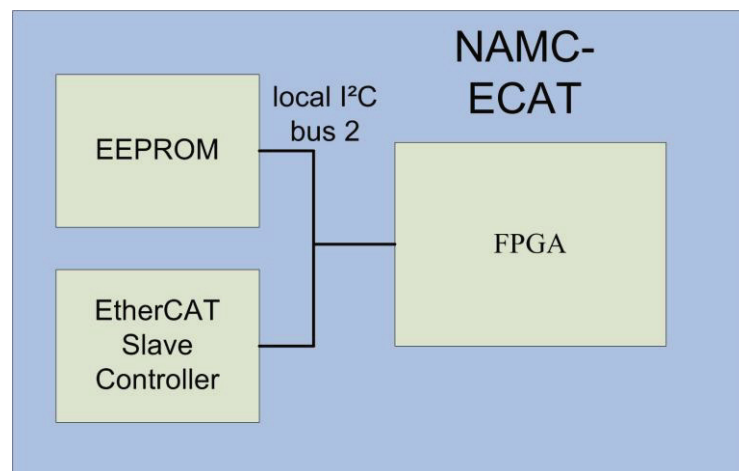 NAMC-
ECAT
local I²C
bus 2
EEPROM
FPGA
EtherCAT
Slave
Controller